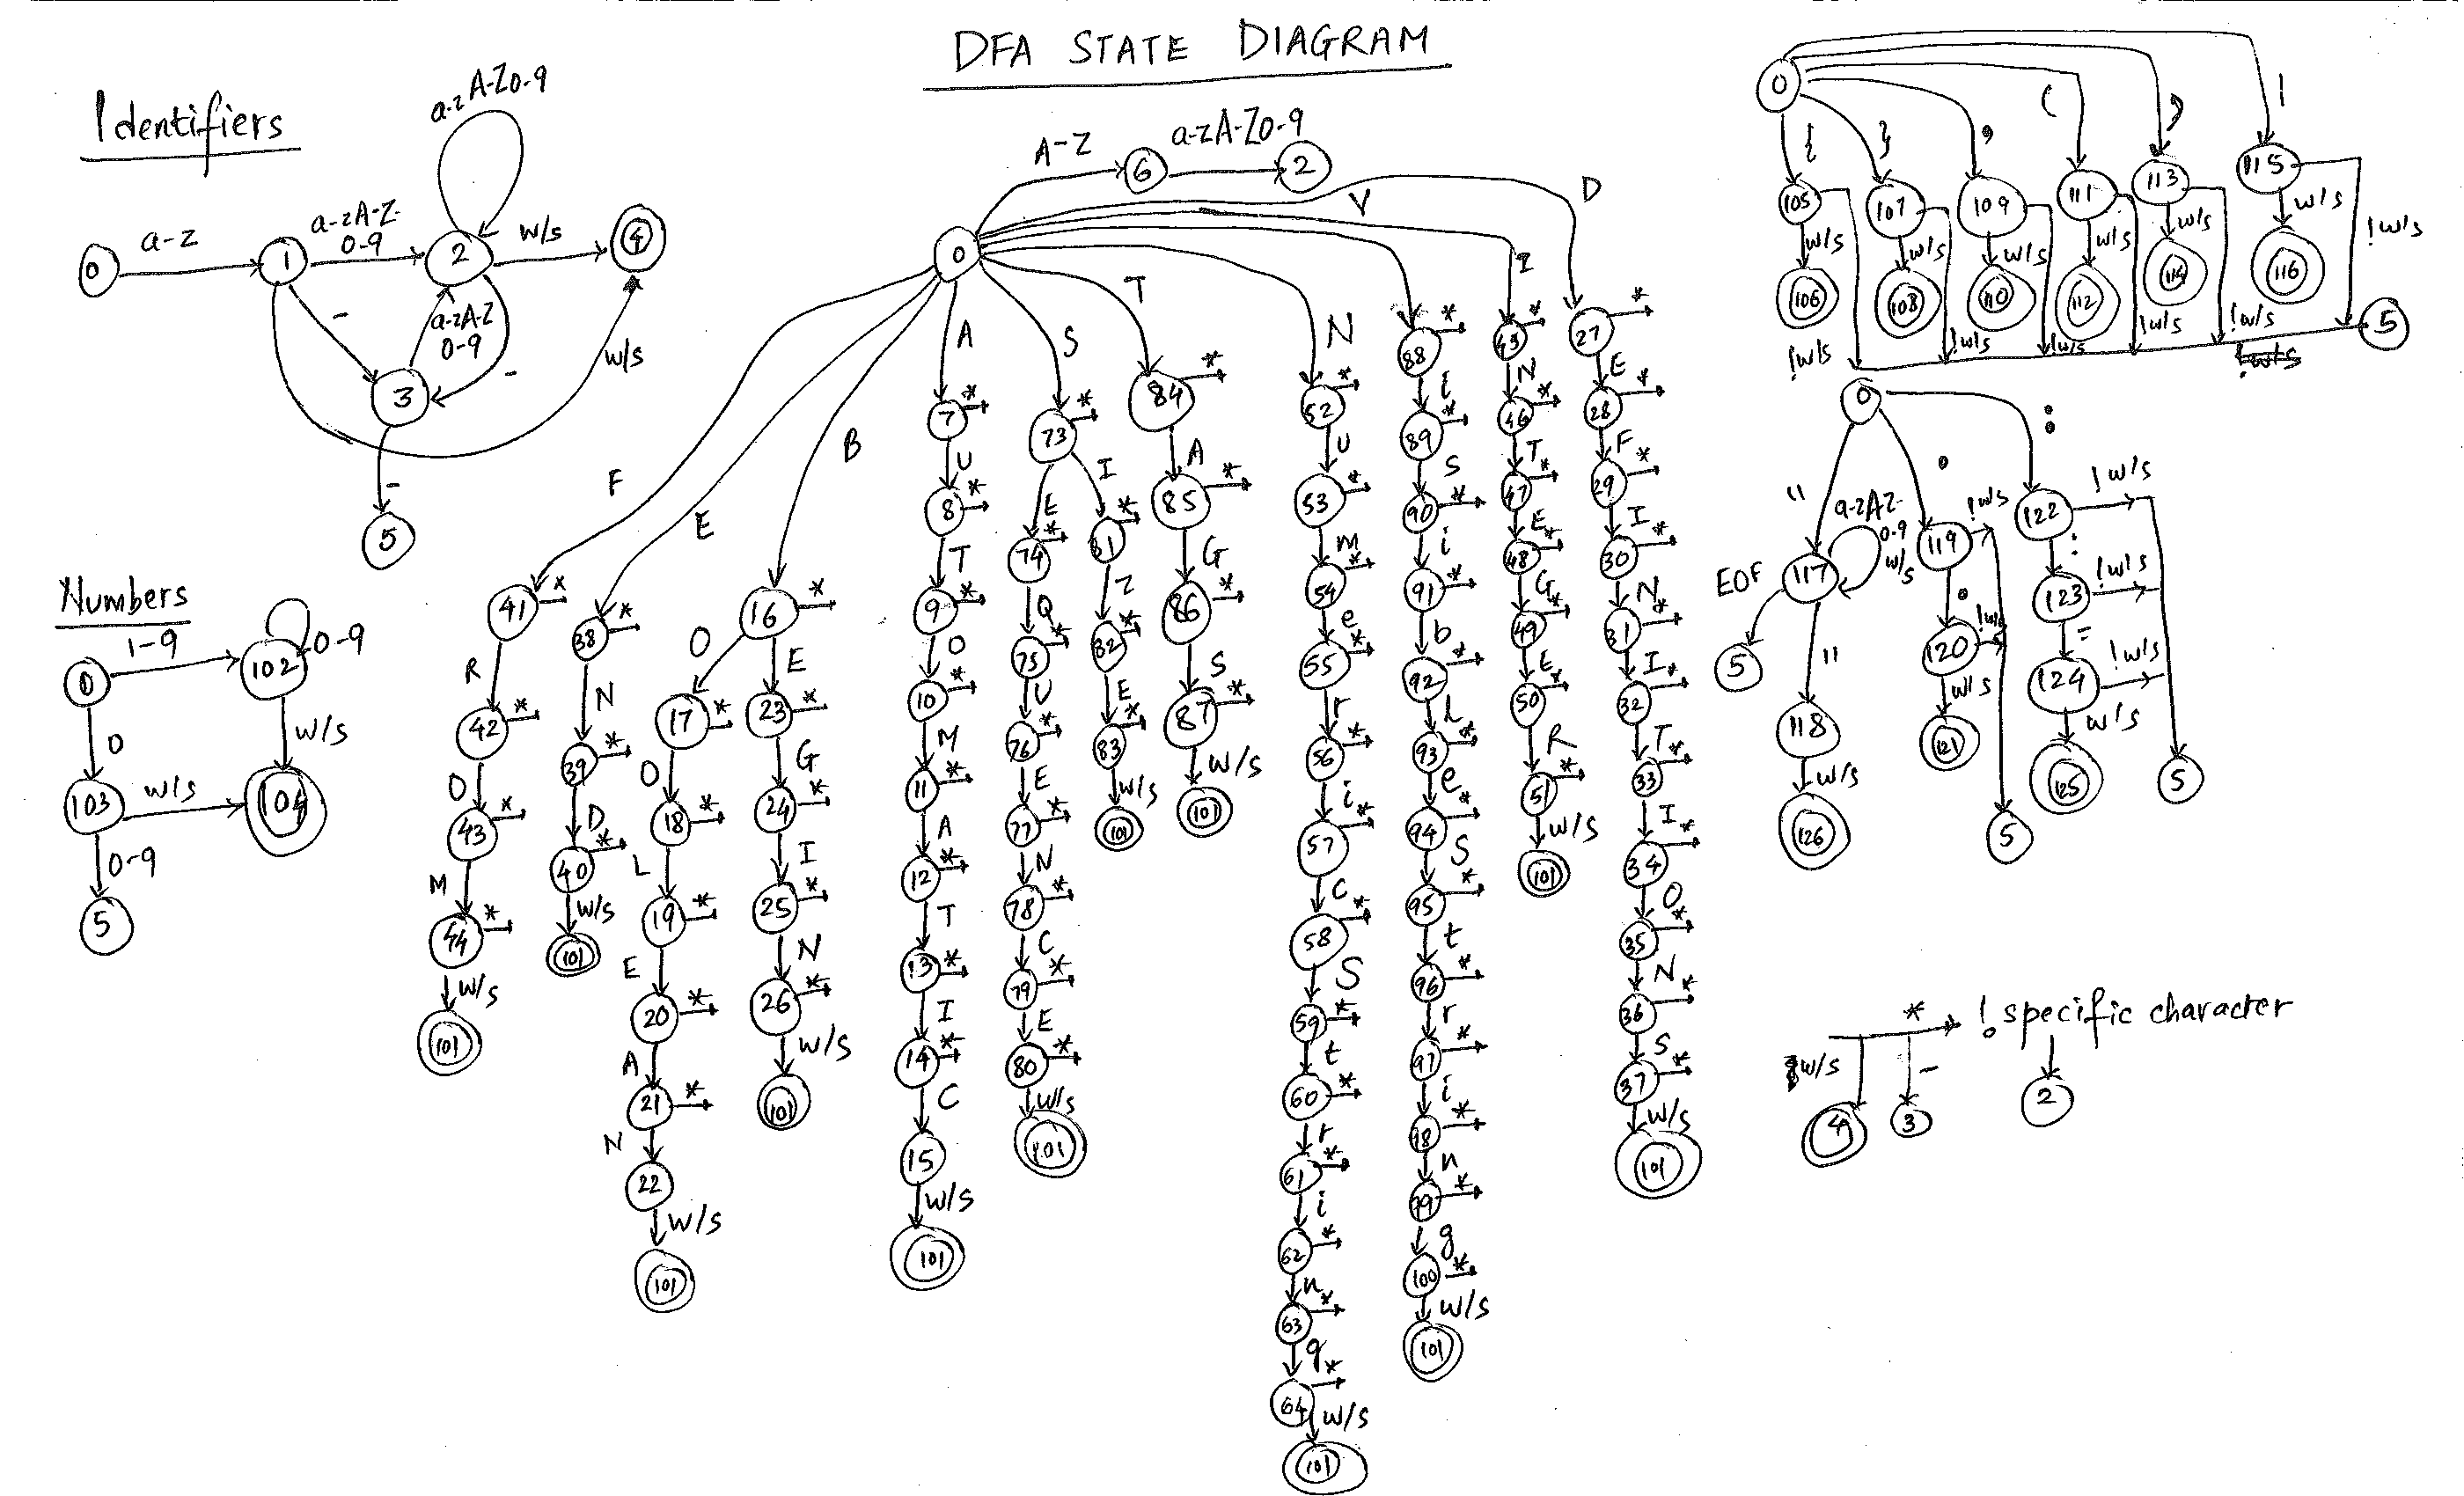 DFA STATE DIAGRAM
Identifiers
0 a-z 1 a-zA-Z- 0-9 2 w/s 4
a-zA-Z0-9
- 3 a-zA-Z 0-9 - w/s
- 5
Numbers
0 1-9 102 0-9
0 w/s
103 w/s 104
0-9
5
0 A-Z 6 a-zA-Z0-9 2
F 41 * R 42 * O 43 * M 44 * w/s 101
E 38 * N 39 * D 40 * w/s 101
B 16 *
O 17 * O 18 * L 19 * E 20 * A 21 * N 22 w/s 101
E 23 * G 24 * I 25 * N 26 * w/s 101
A 7 * U 8 * T 9 * O 10 * M 11 * A 12 * T 13 * I 14 * C 15 w/s 101
S 73 *
E 74 * Q 75 * U 76 * E 77 * N 78 * C 79 * E 80 * w/s 101
I 81 * Z 82 * E 83 * w/s 101
T 84 * A 85 * G 86 * S 87 * w/s 101
N 52 * U 53 * m 54 * e 55 * r 56 * i 57 * c 58 * S 59 * t 60 * r 61 * i 62 * n 63 * g 64 * w/s 101
V 88 * i 89 * S 90 * i 91 * b 92 * l 93 * e 94 * S 95 * t 96 * r 97 * i 98 * n 99 * g 100 * w/s 101
I 45 * N 46 * T 47 * E 48 * G 49 * E 50 * R 51 * w/s 101
D 27 * E 28 * F 29 * I 30 * N 31 * I 32 * T 33 * I 34 * O 35 * N 36 * S 37 * w/s 101
0
{ 105 w/s 106 !w/s
} 107 w/s 108 !w/s
, 109 w/s 110 !w/s
( 111 w/s 112 !w/s
) 113 w/s 114 !w/s
| 115 w/s 116 !w/s
5
0
" 117 a-zAZ- 0-9 w/s
EOF 5
" 118 w/s 126
. 119 !w/s . 120 !w/s w/s 121 5
: 122 !w/s : 123 !w/s = 124 !w/s w/s 125 5
* ! specific character
w/s - 
4 3 2